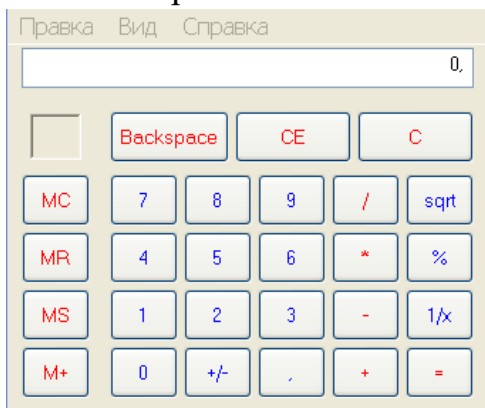 Правка Вид Справка
0,
Backspace CE C
MC 7 8 9 / sqrt
MR 4 5 6 * %
MS 1 2 3 - 1/x
M+ 0 +/- , + =